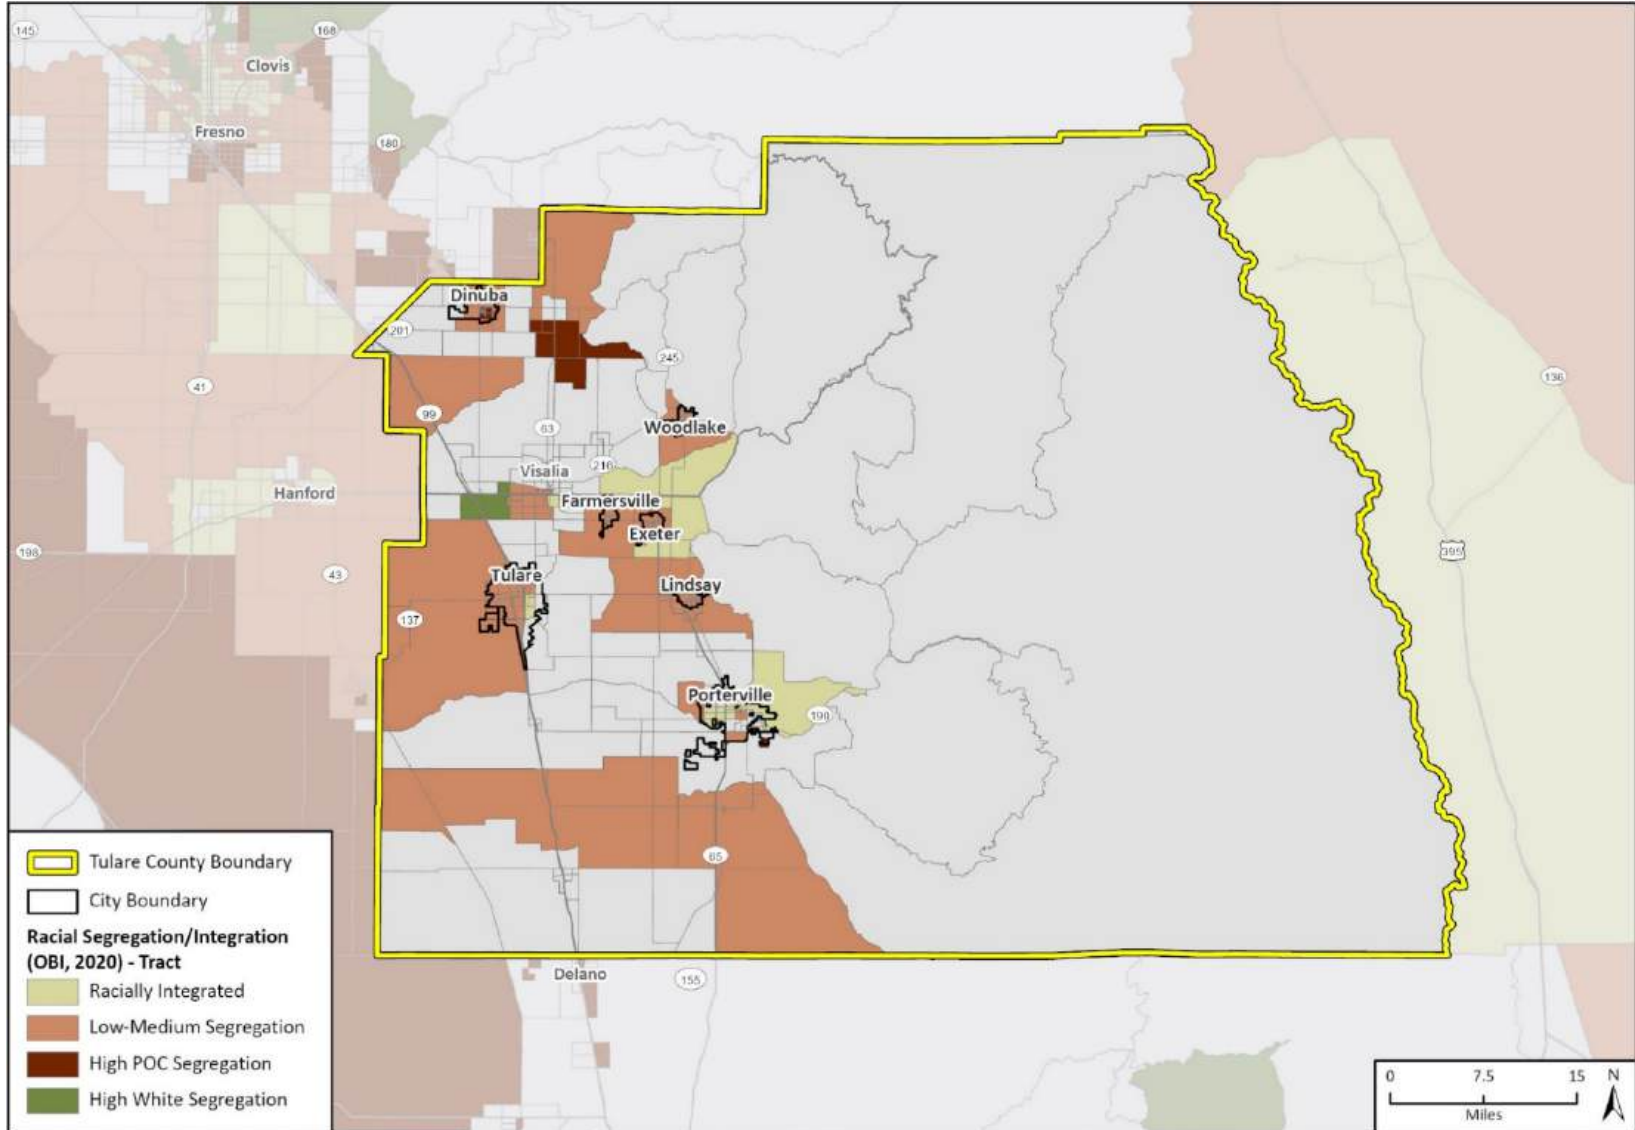 145
168
Clovis
Fresno
180
Dinuba
201
245
41
136
99
Woodlake
63
216
Visalia
Hanford
Farmersville
Exeter
198
395
43
Tulare
Lindsay
137
Porterville
190
65
Delano
155
Tulare County Boundary
City Boundary
Racial Segregation/Integration
(OBI, 2020) - Tract
Racially Integrated
Low-Medium Segregation
High POC Segregation
High White Segregation
0 7.5 15 N
Miles